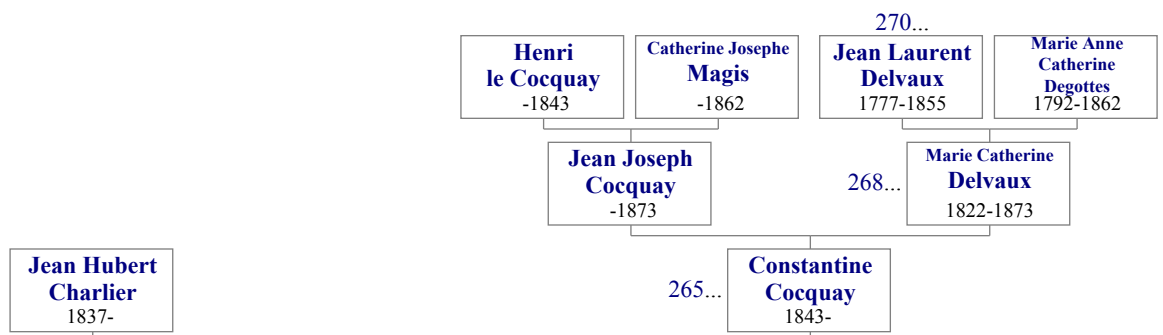 270...
Henri
le Cocquay
-1843
Catherine Josephe
Magis
-1862
Jean Laurent
Delvaux
1777-1855
Marie Anne
Catherine
Degottes
1792-1862
Jean Joseph
Cocquay
-1873
268...
Marie Catherine
Delvaux
1822-1873
Jean Hubert
Charlier
1837-
265...
Constantine
Cocquay
1843-